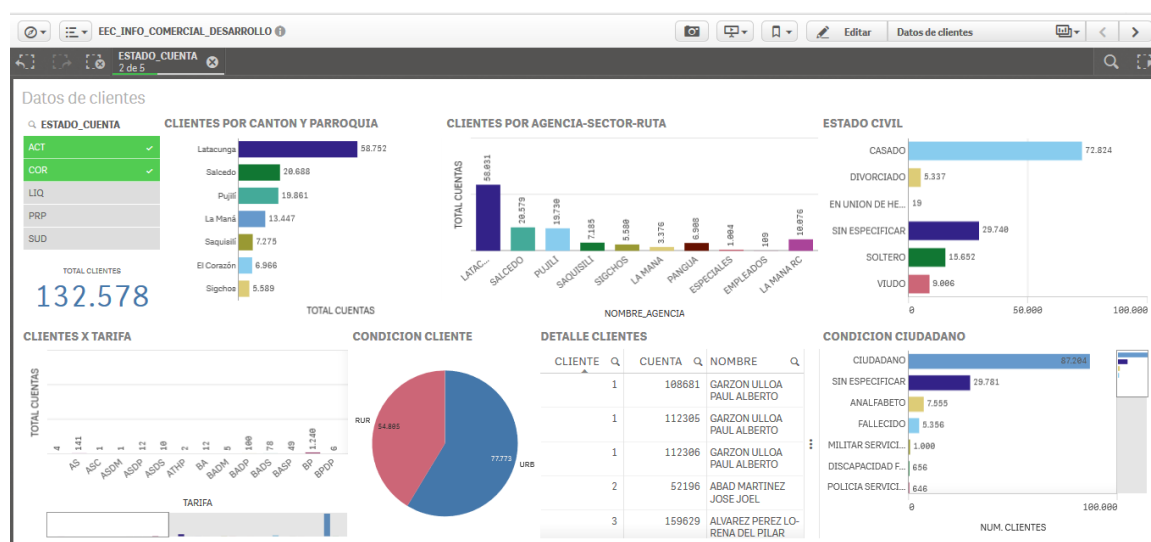 EEC_INFO_COMERCIAL_DESARROLLO
Editar
Datos de clientes
ESTADO_CUENTA
2 de 5
Datos de clientes
ESTADO_CUENTA
ACT
COR
LIQ
PRP
SUD
TOTAL CLIENTES
132.578
CLIENTES POR CANTON Y PARROQUIA
Latacunga 58.752
Salcedo 20.688
Pujilí 19.861
La Maná 13.447
Saquisilí 7.275
El Corazón 6.966
Sigchos 5.589
TOTAL CUENTAS
CLIENTES POR AGENCIA-SECTOR-RUTA
TOTAL CUENTAS
58.031
20.579
19.730
7.185
5.580
3.376
6.908
1.004
109
10.076
LATAC...
SALCEDO
PUJILI
SAQUISILI
SIGCHOS
LA MANA
PANGUA
ESPECIALES
EMPLEADOS
LA MANA RC
NOMBRE_AGENCIA
ESTADO CIVIL
CASADO 72.824
DIVORCIADO 5.337
EN UNION DE HE... 19
SIN ESPECIFICAR 29.740
SOLTERO 15.652
VIUDO 9.006
0 50.000 100.000
CLIENTES X TARIFA
TOTAL CUENTAS
4
141
1
1
12
10
2
12
5
100
78
49
1.240
6
AS
ASC
ASDM
ASDP
ASDS
ATHP
BA
BADM
BADP
BADS
BASP
BP
BPDP
TARIFA
CONDICION CLIENTE
RUR 54.805
77.773 URB
DETALLE CLIENTES
CLIENTE CUENTA NOMBRE
1 108681 GARZON ULLOA
PAUL ALBERTO
1 112305 GARZON ULLOA
PAUL ALBERTO
1 112306 GARZON ULLOA
PAUL ALBERTO
2 52196 ABAD MARTINEZ
JOSE JOEL
3 159629 ALVAREZ PEREZ LO-
RENA DEL PILAR
CONDICION CIUDADANO
CIUDADANO 87.204
SIN ESPECIFICAR 29.781
ANALFABETO 7.555
FALLECIDO 5.356
MILITAR SERVICI... 1.000
DISCAPACIDAD F... 656
POLICIA SERVICI... 646
0 100.000
NUM. CLIENTES